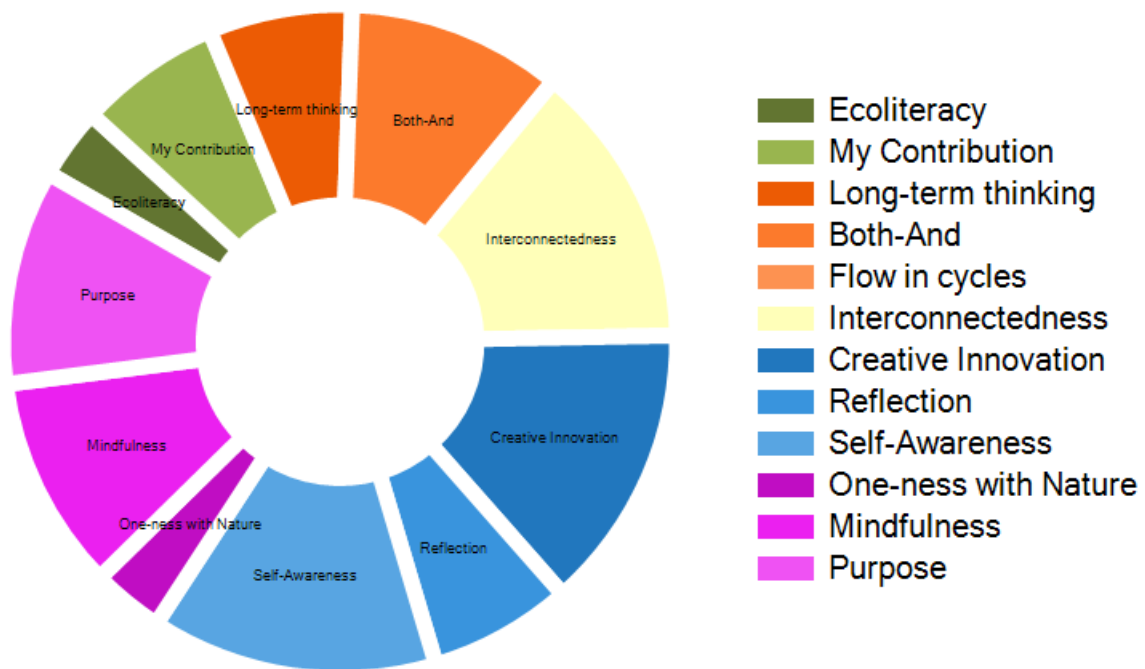 Long-term thinking
Both-And
My Contribution
Ecoliteracy
Interconnectedness
Purpose
Creative Innovation
Mindfulness
One-ness with Nature
Reflection
Self-Awareness
Ecoliteracy
My Contribution
Long-term thinking
Both-And
Flow in cycles
Interconnectedness
Creative Innovation
Reflection
Self-Awareness
One-ness with Nature
Mindfulness
Purpose